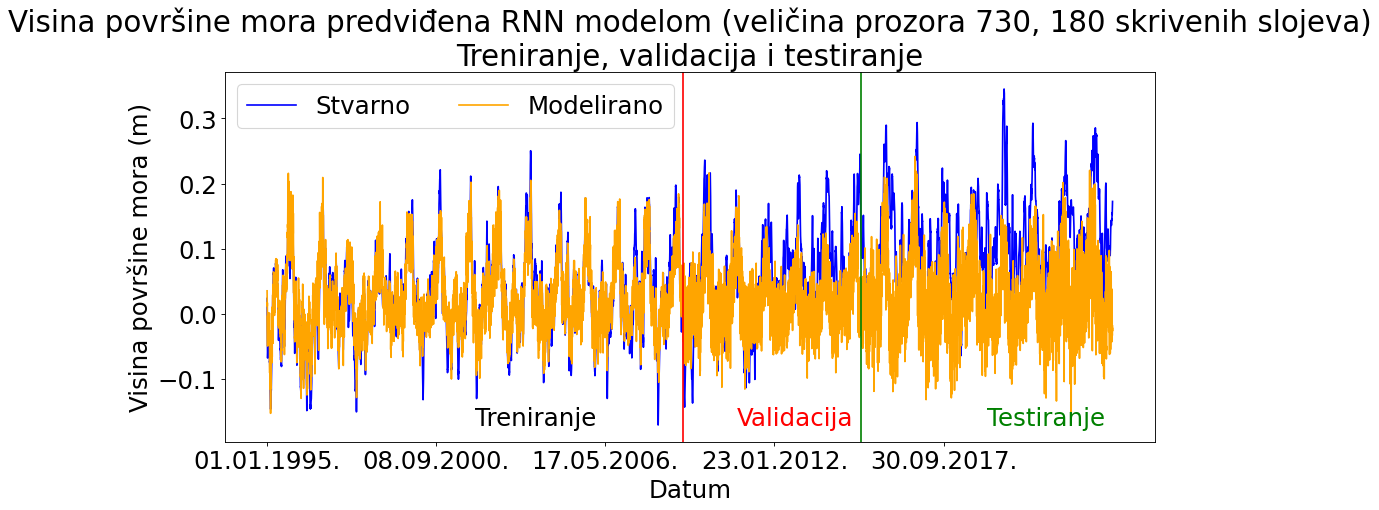 Visina površine mora predviđena RNN modelom (veličina prozora 730, 180 skrivenih slojeva)
Treniranje, validacija i testiranje
Stvarno
Modelirano
Visina površine mora (m)
0.3
0.2
0.1
0.0
−0.1
Treniranje
Validacija
Testiranje
01.01.1995.
08.09.2000.
17.05.2006.
23.01.2012.
30.09.2017.
Datum